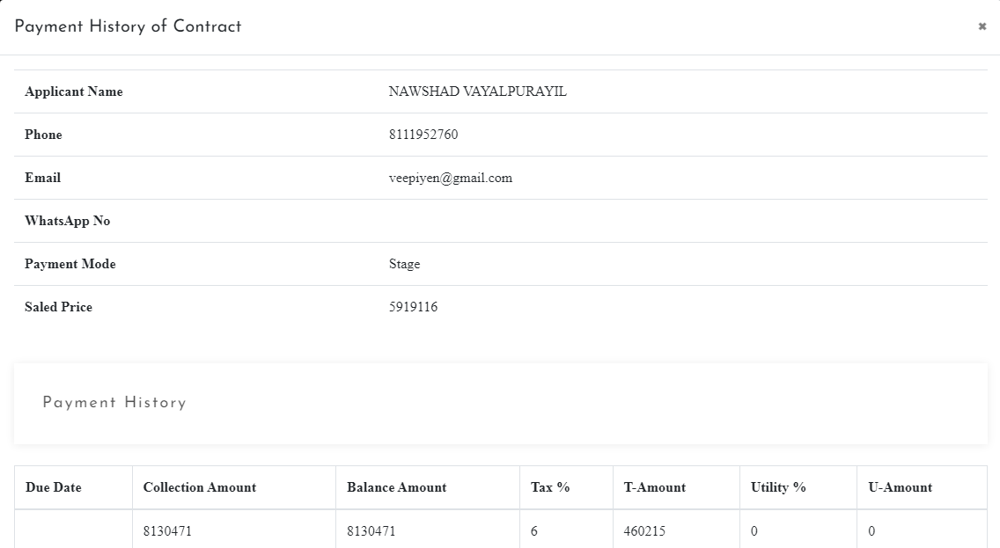 Payment History of Contract
Applicant Name NAWSHAD VAYALPURAYIL
Phone 8111952760
Email veepiyen@gmail.com
WhatsApp No
Payment Mode Stage
Saled Price 5919116
Payment History
Due Date Collection Amount Balance Amount Tax % T-Amount Utility % U-Amount
8130471 8130471 6 460215 0 0